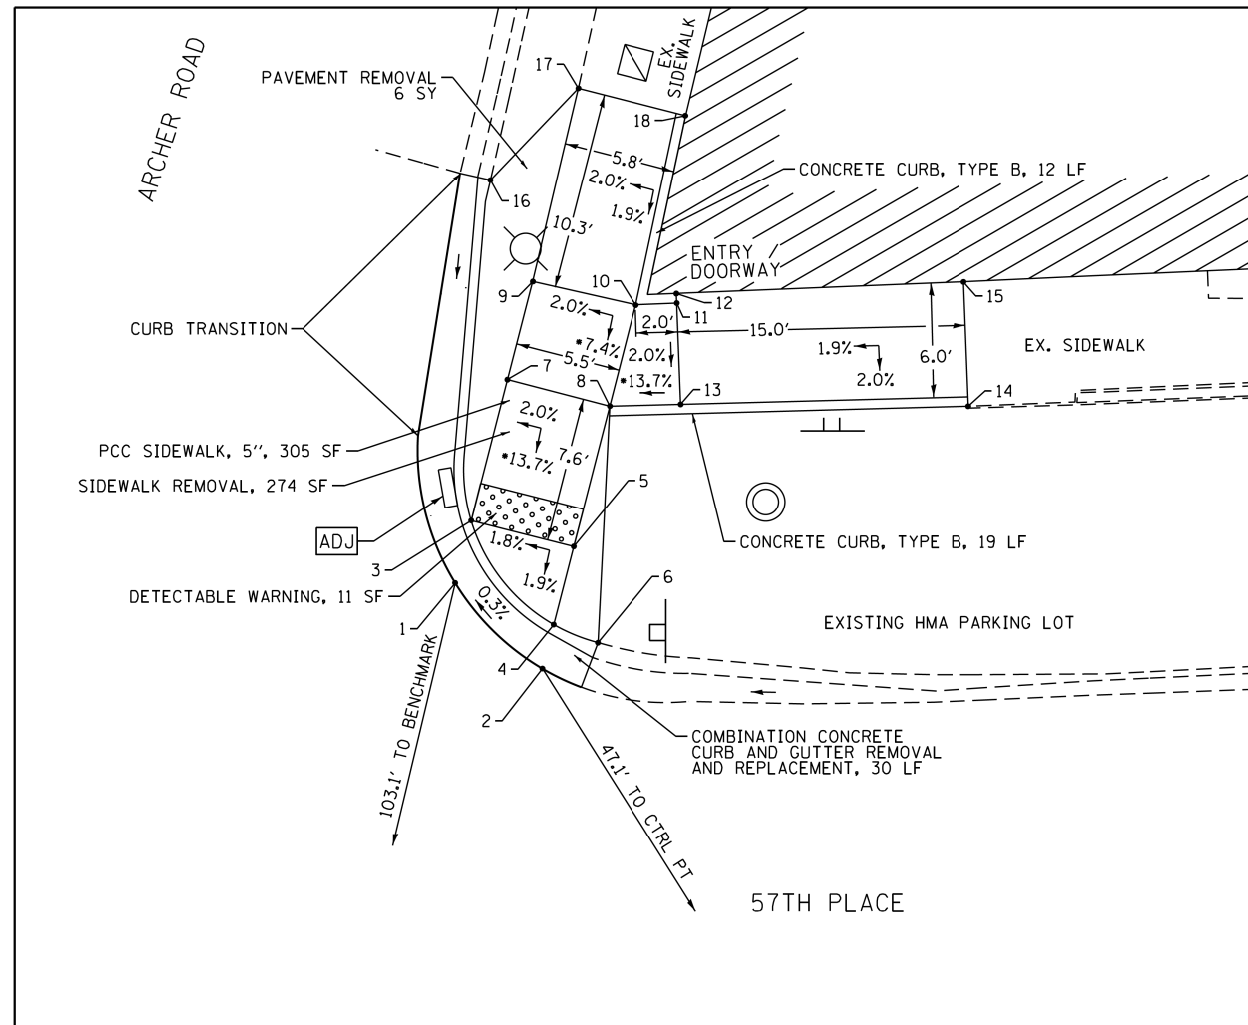 ARCHER ROAD
PAVEMENT REMOVAL
6 SY
17
EX.
SIDEWALK
18
16
5.8'
2.0%
1.9%
10.3'
CONCRETE CURB, TYPE B, 12 LF
ENTRY
DOORWAY
10
12
11
15
9
2.0%
*7.4%
5.5'
2.0'
2.0%
*13.7%
15.0'
1.9%
2.0%
6.0'
EX. SIDEWALK
CURB TRANSITION
7
8
13
14
2.0%
*13.7%
7.6'
PCC SIDEWALK, 5", 305 SF
SIDEWALK REMOVAL, 274 SF
5
ADJ
CONCRETE CURB, TYPE B, 19 LF
1.8%
1.9%
3
6
DETECTABLE WARNING, 11 SF
0.3%
1
EXISTING HMA PARKING LOT
4
2
103.1' TO BENCHMARK
47.1' TO CTRL PT
COMBINATION CONCRETE
CURB AND GUTTER REMOVAL
AND REPLACEMENT, 30 LF
57TH PLACE